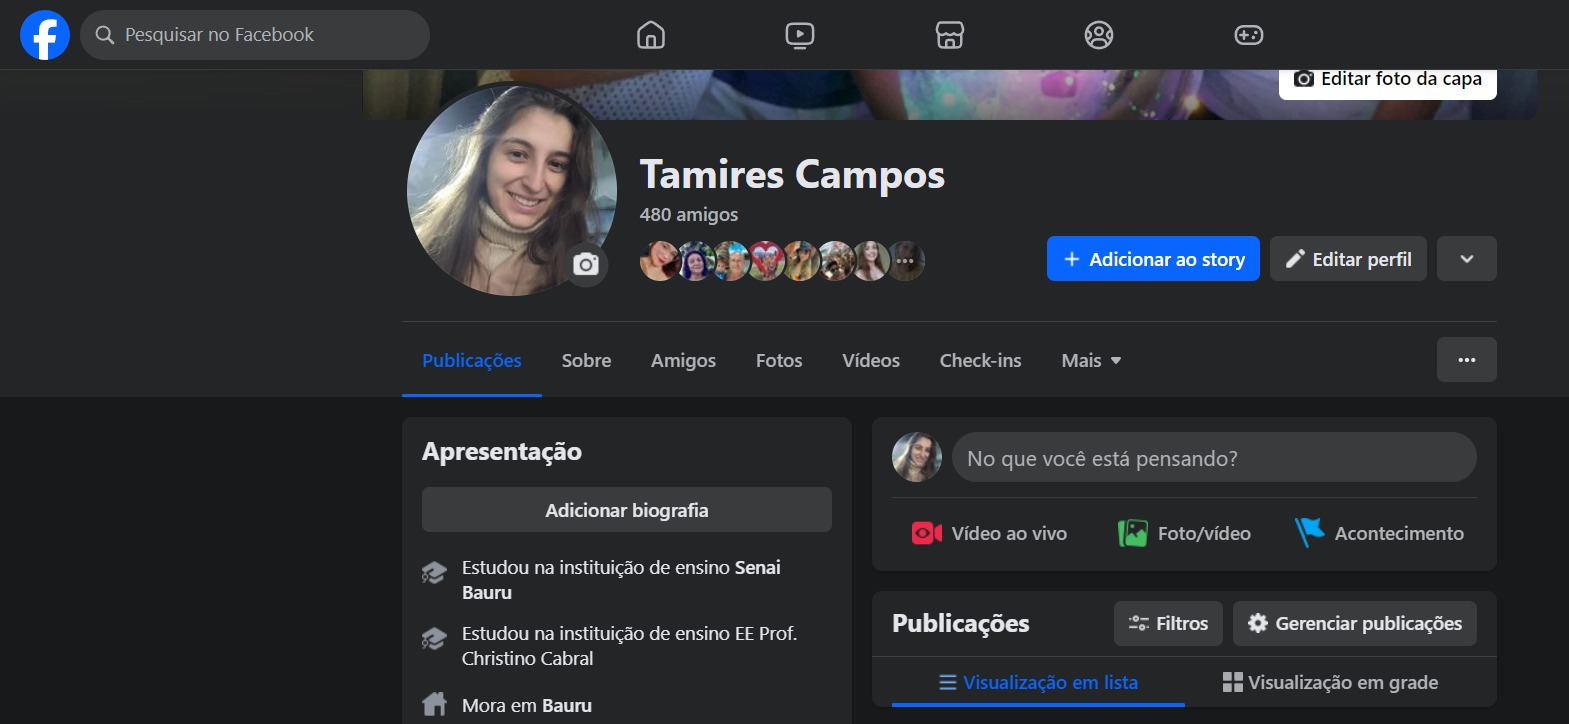 Pesquisar no Facebook
Editar foto da capa
Tamires Campos
480 amigos
Adicionar ao story
Editar perfil
Publicações
Sobre
Amigos
Fotos
Vídeos
Check-ins
Mais
Apresentação
Adicionar biografia
Estudou na instituição de ensino Senai
Bauru
Estudou na instituição de ensino EE Prof.
Christino Cabral
Mora em Bauru
No que você está pensando?
Vídeo ao vivo
Foto/vídeo
Acontecimento
Publicações
Filtros
Gerenciar publicações
Visualização em lista
Visualização em grade